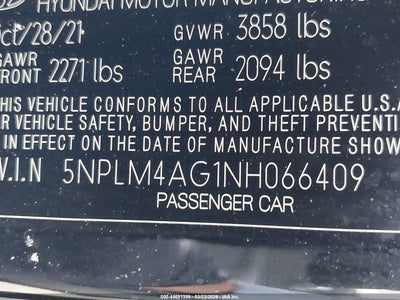 HYUNDAI MOTOR MANUFACTURING
Oct/28/21 GVWR 3858 lbs
GAWR FRONT 2271 lbs GAWR REAR 2094 lbs
THIS VEHICLE CONFORMS TO ALL APPLICABLE U.S.A
VEHICLE SAFETY, BUMPER, AND THEFT PREVENTI
IN EFFECT ON THE DATE OF MANUFACTURE SHOW
V.I.N 5NPLM4AG1NH066409
PASSENGER CAR